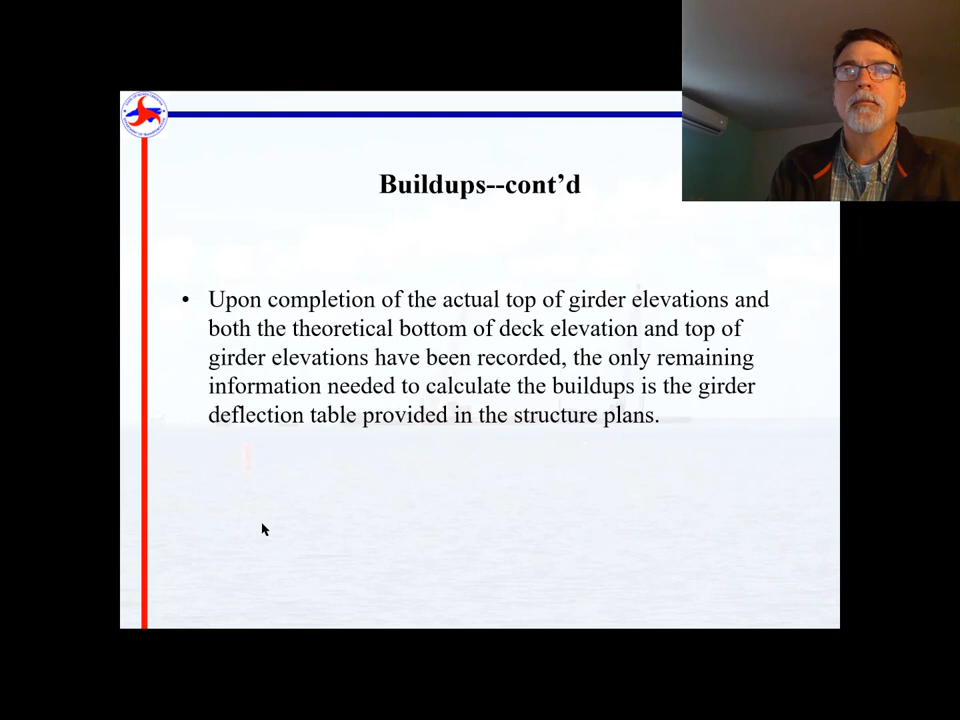 Buildups--cont’d
• Upon completion of the actual top of girder elevations and
both the theoretical bottom of deck elevation and top of
girder elevations have been recorded, the only remaining
information needed to calculate the buildups is the girder
deflection table provided in the structure plans.